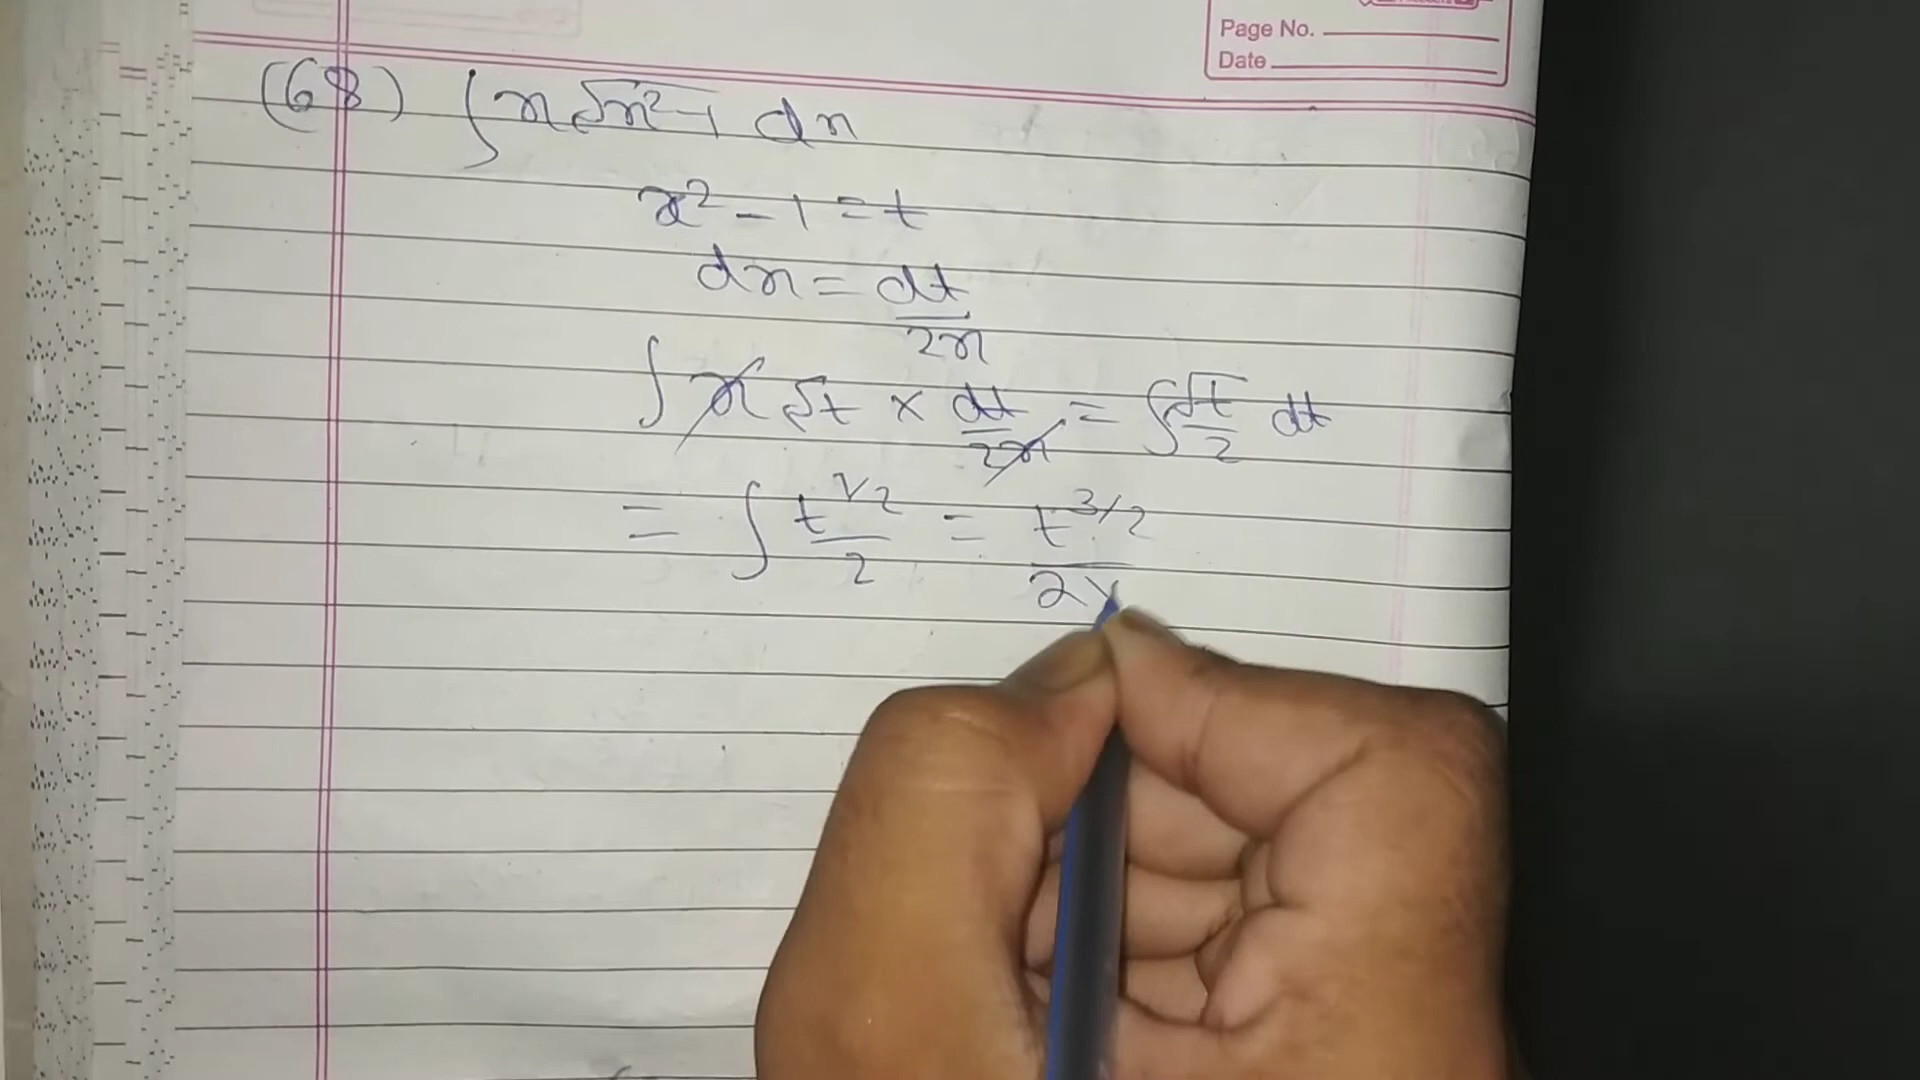 Page No.
Date
(68) ∫ x √x² - 1 dx
x² - 1 = t
dx = dt/2x
∫ x √t × dt/2x = ∫ √t/2 dt
= ∫ t^1/2/2 = t^3/2/2×